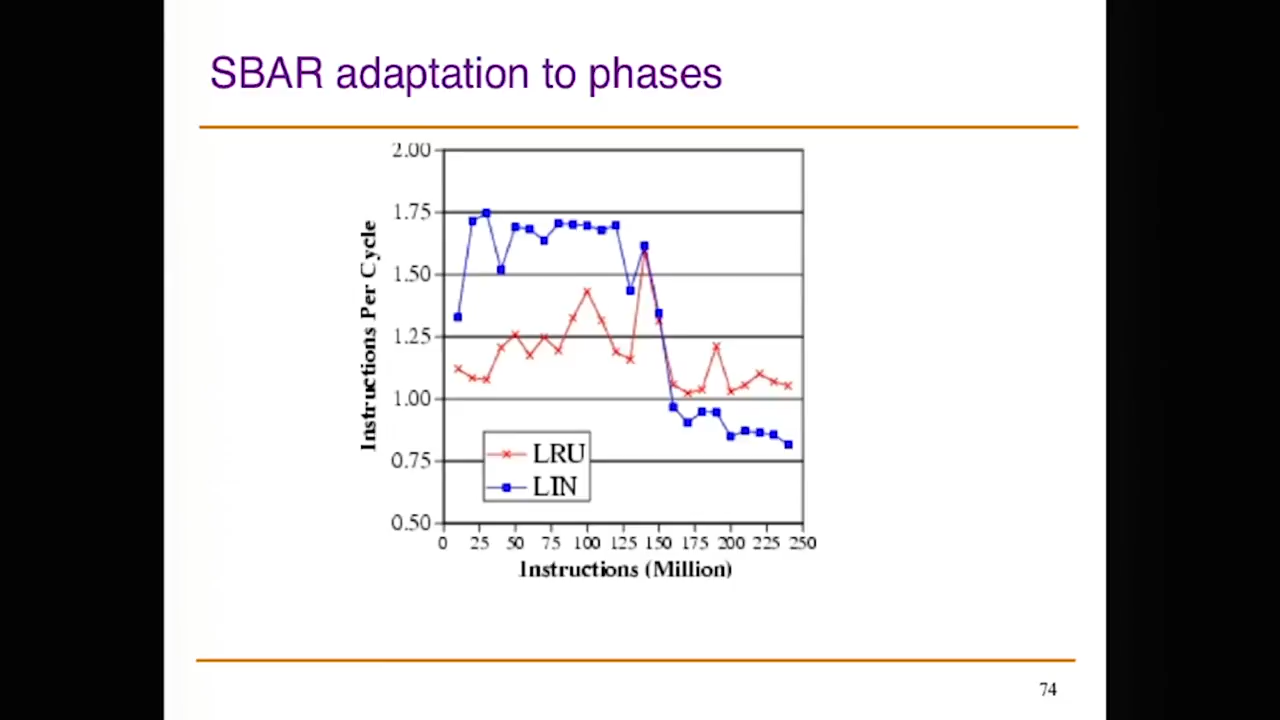 SBAR adaptation to phases
2.00
1.75
1.50
1.25
1.00
0.75
0.50
Instructions Per Cycle
LRU
LIN
0 25 50 75 100 125 150 175 200 225 250
Instructions (Million)
74